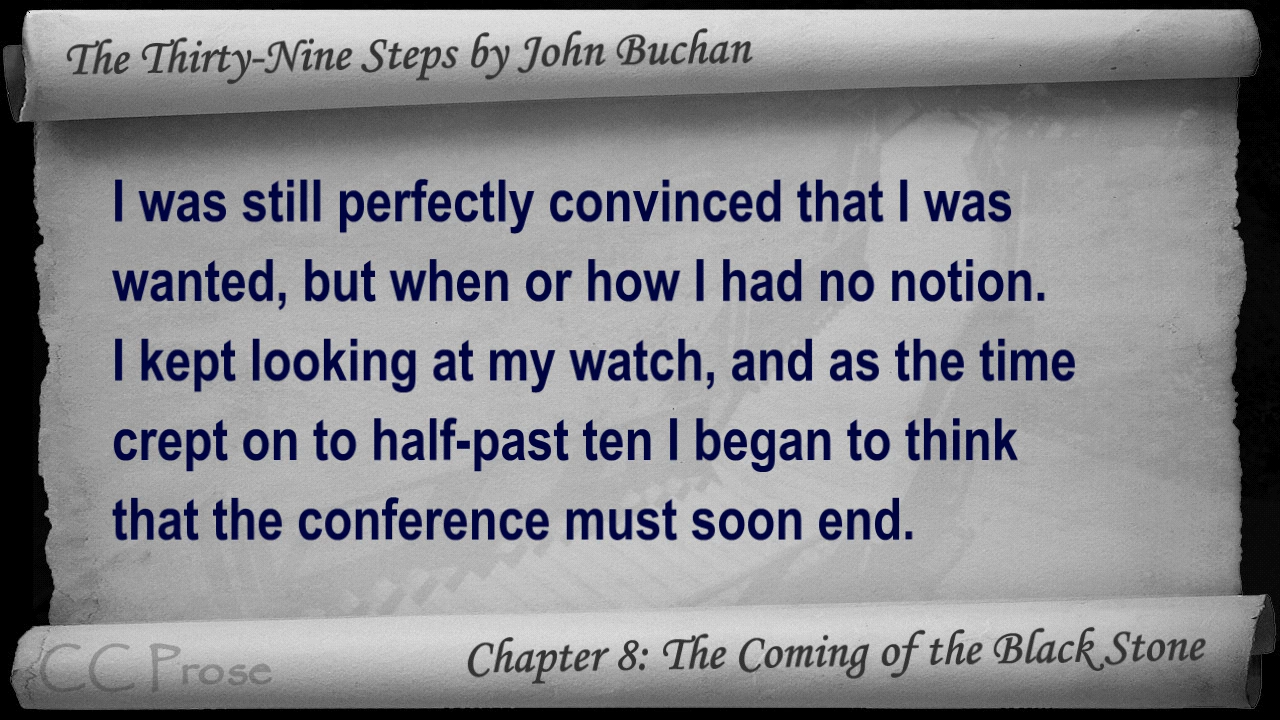 The Thirty-Nine Steps by John Buchan
I was still perfectly convinced that I was
wanted, but when or how I had no notion.
I kept looking at my watch, and as the time
crept on to half-past ten I began to think
that the conference must soon end.
CC Prose
Chapter 8: The Coming of the Black Stone